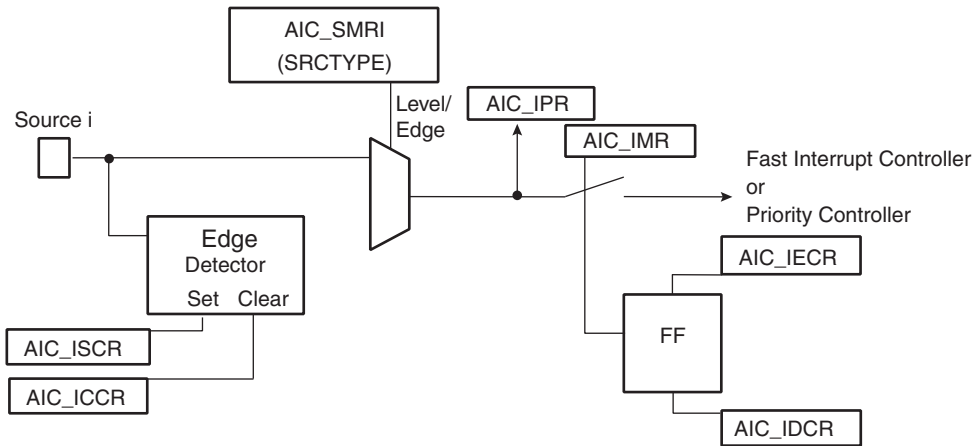 AIC_SMRI
(SRCTYPE)
Source i
Level/
Edge
AIC_IPR
AIC_IMR
Fast Interrupt Controller
or
Priority Controller
Edge
Detector
Set Clear
AIC_IECR
FF
AIC_ISCR
AIC_ICCR
AIC_IDCR